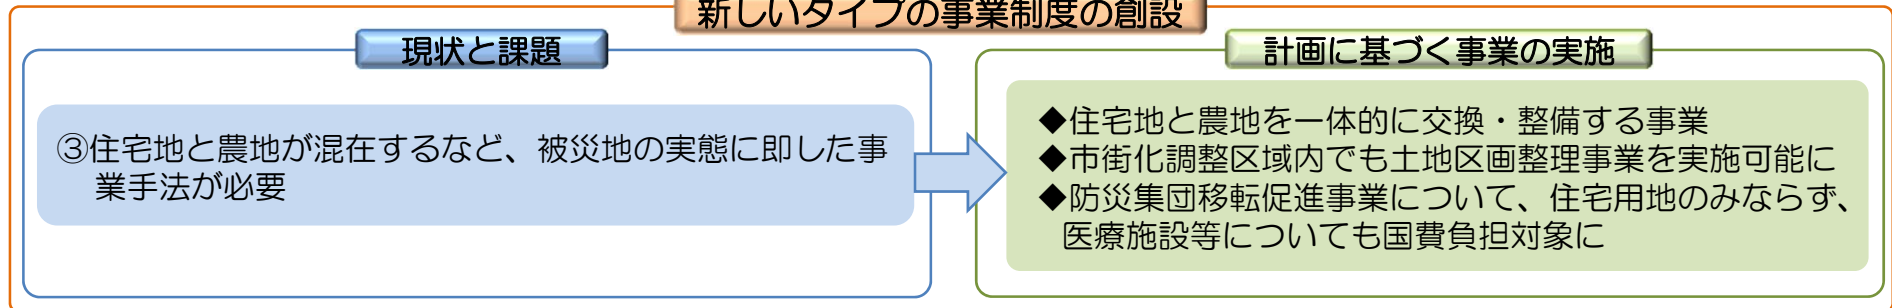 新しいタイプの事業制度の創設
現状と課題
③住宅地と農地が混在するなど、被災地の実態に即した事
業手法が必要
計画に基づく事業の実施
◆住宅地と農地を一体的に交換・整備する事業
◆市街化調整区域内でも土地区画整理事業を実施可能に
◆防災集団移転促進事業について、住宅用地のみならず、
医療施設等についても国費負担対象に